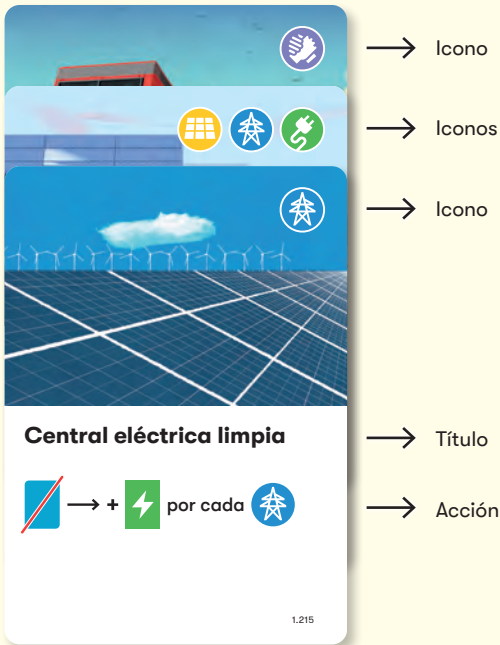 Icono
Iconos
Icono
Central eléctrica limpia
Título
+ por cada
Acción
1.215